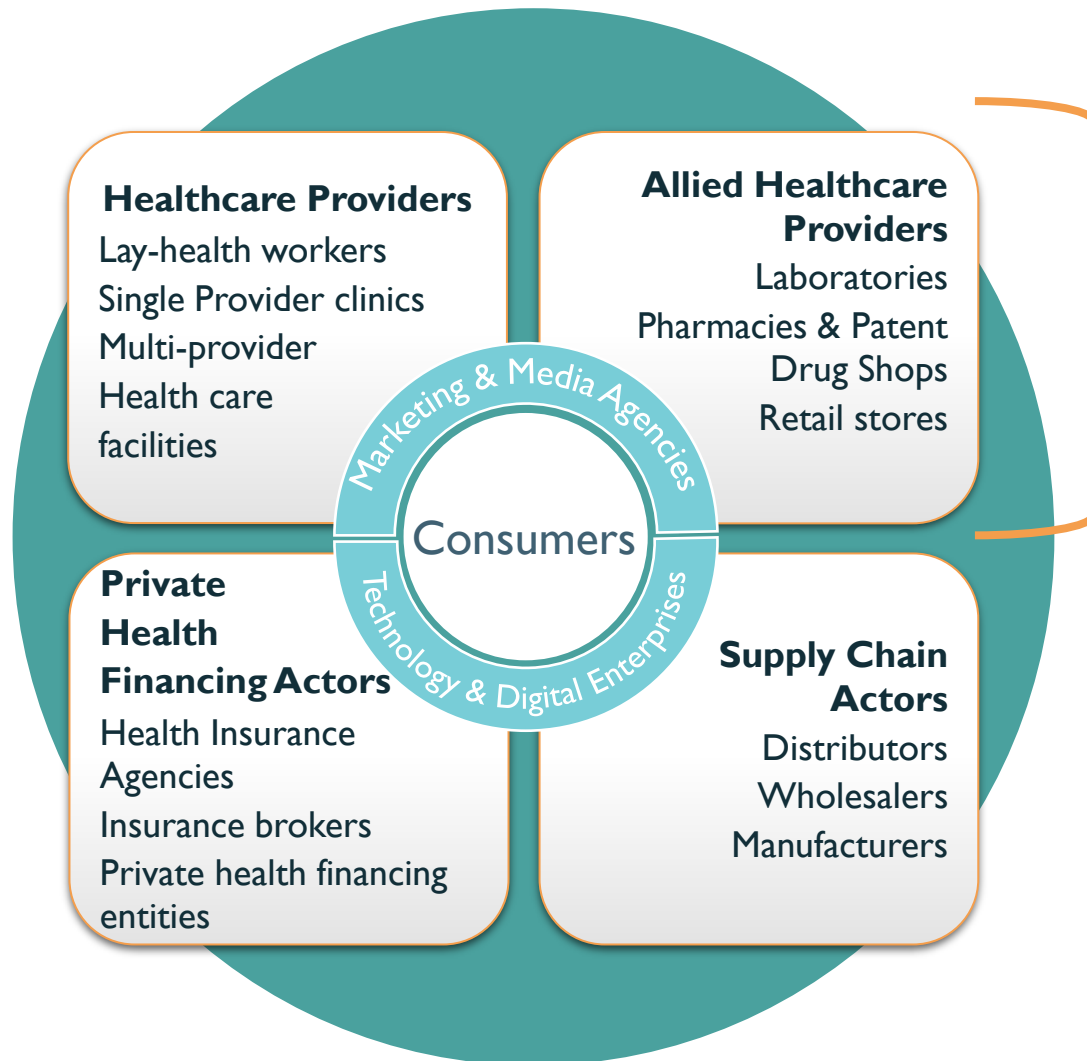 Healthcare Providers
Lay-health workers
Single Provider clinics
Multi-provider
Health care
facilities
Allied Healthcare
Providers
Laboratories
Pharmacies & Patent
Drug Shops
Retail stores
Marketing & Media Agencies
Consumers
Technology & Digital Enterprises
Private
Health
Financing Actors
Health Insurance
Agencies
Insurance brokers
Private health financing
entities
Supply Chain
Actors
Distributors
Wholesalers
Manufacturers